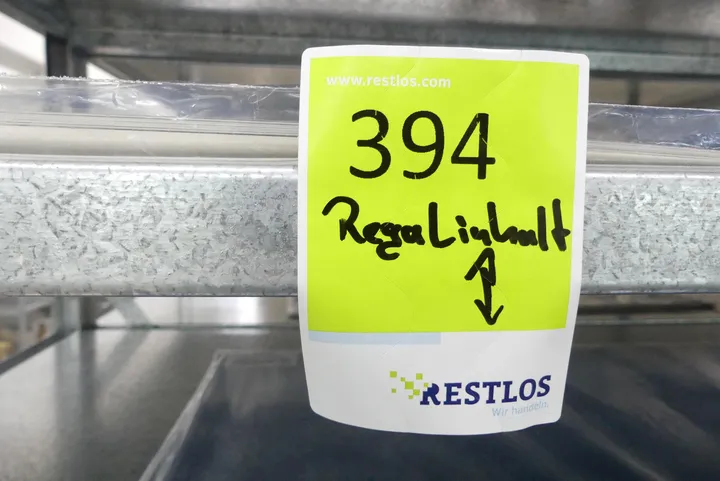 www.restlos.com
394
Regalinhalt
RESTLOS
Wir handeln.